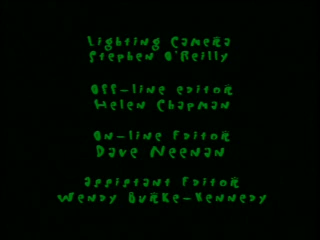 Lighting Camera
Stephen O'Reilly
Off-line Editor
Helen Chapman
On-line Editor
Dave Neenan
Assistant Editor
Wendy Burke-Kennedy